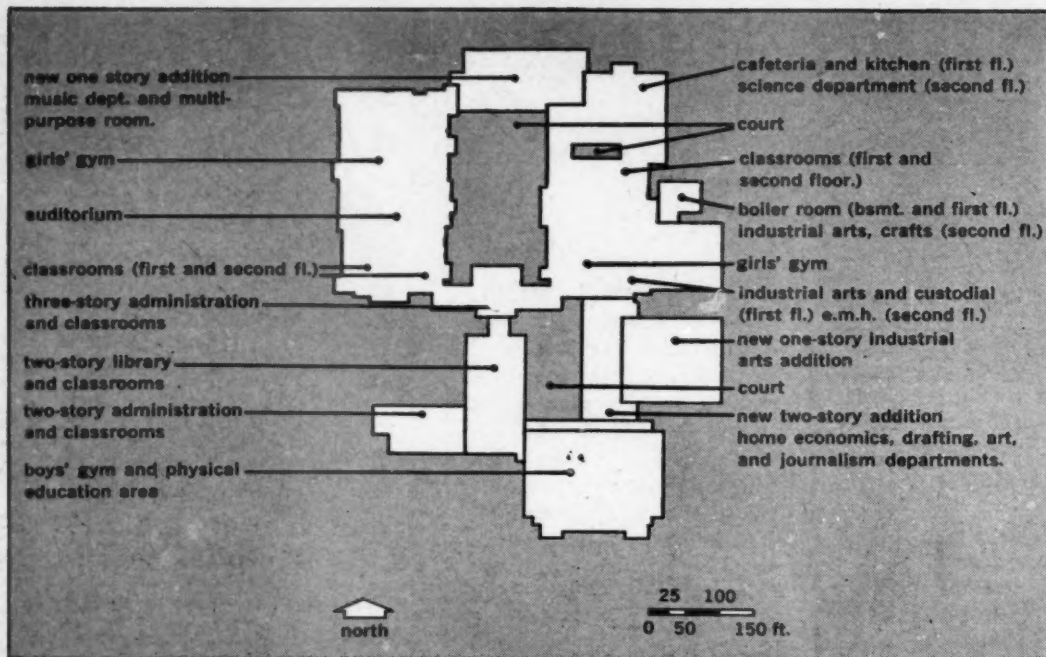 new one story addition
music dept. and multi-
purpose room.
girls' gym
auditorium
classrooms (first and second fl.)
three-story administration
and classrooms
two-story library
and classrooms
two-story administration
and classrooms
boys' gym and physical
education area
cafeteria and kitchen (first fl.)
science department (second fl.)
court
classrooms (first and
second floor.)
boiler room (bsmt. and first fl.)
industrial arts, crafts (second fl.)
girls' gym
industrial arts and custodial
(first fl.) e.m.h. (second fl.)
new one-story industrial
arts addition
court
new two-story addition
home economics, drafting, art,
and journalism departments.
north
25 100
0 50 150 ft.